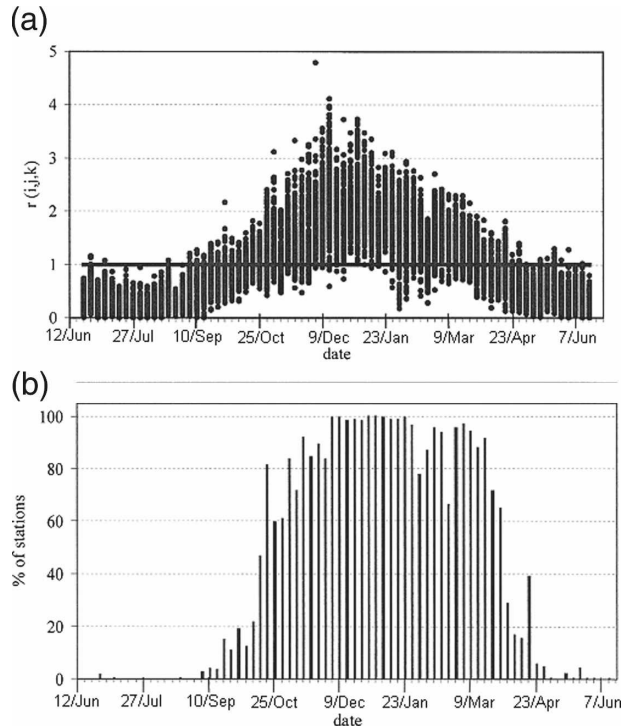 (a)
5
4
3
2
1
0
r (i,j,k)
12/Jun 27/Jul 10/Sep 25/Oct 9/Dec 23/Jan 9/Mar 23/Apr 7/Jun
date
(b)
100
80
60
40
20
0
% of stations
12/Jun 27/Jul 10/Sep 25/Oct 9/Dec 23/Jan 9/Mar 23/Apr 7/Jun
date